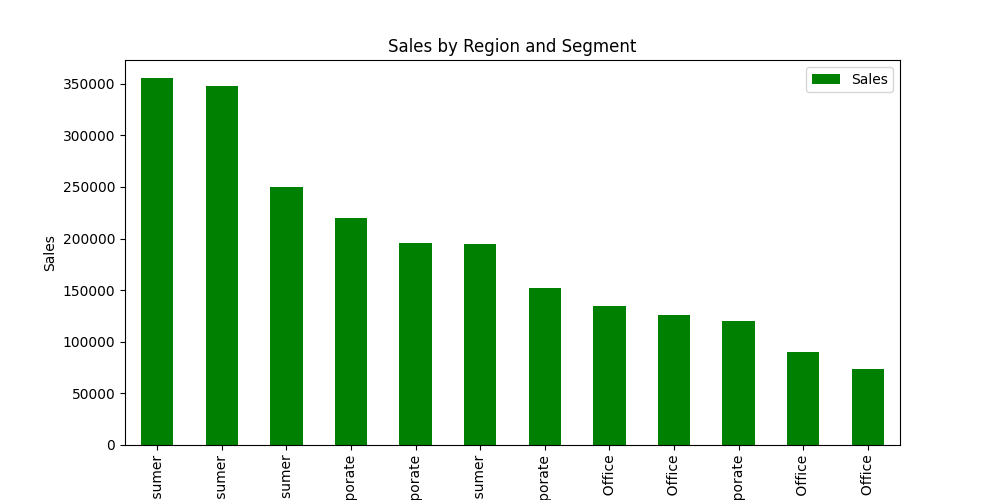 Sales by Region and Segment
Sales
350000
300000
250000
200000
150000
100000
50000
0
Sales
sumer
sumer
sumer
porate
porate
sumer
porate
Office
Office
porate
Office
Office